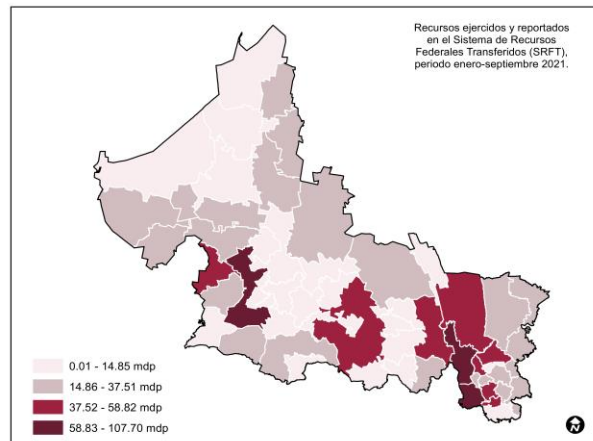 Recursos ejercidos y reportados
en el Sistema de Recursos
Federales Transferidos (SRFT),
periodo enero-septiembre 2021.
0.01 - 14.85 mdp
14.86 - 37.51 mdp
37.52 - 58.82 mdp
58.83 - 107.70 mdp
N